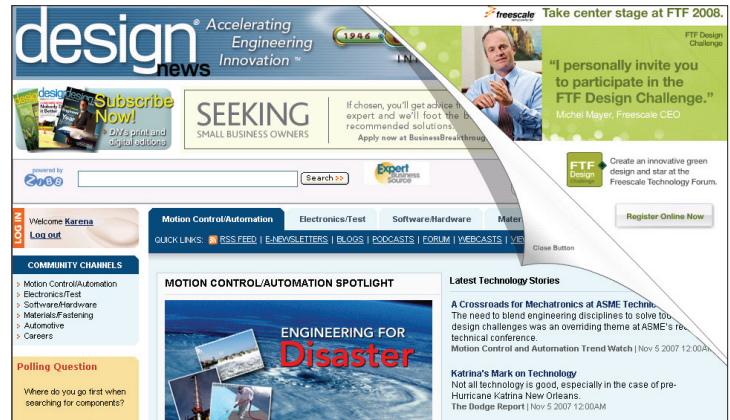 design®
news
Accelerating
Engineering
Innovation ™
1946
freescale
semiconductor
Take center stage at FTF 2008.
FTF Design
Challenge
"I personally invite you
to participate in the
FTF Design Challenge."
Michel Mayer, Freescale CEO
Subscribe
Now!
DN's print and
digital editions
SEEKING
SMALL BUSINESS OWNERS
If chosen, you'll get advice
expert and we'll foot the
recommended solutions.
Apply now at BusinessBreakthroug
FTF
Design
Challenge
Create an innovative green
design and star at the
Freescale Technology Forum.
Register Online Now
Close Button
powered by
ZIBB
Search >>
Expert
Business
Source
LOG IN
Welcome Karena
Log out
Motion Control/Automation
Electronics/Test
Software/Hardware
Mater
QUICK LINKS: RSS FEED | E-NEWSLETTERS | BLOGS | PODCASTS | FORUM | WEBCASTS | VIE
COMMUNITY CHANNELS
> Motion Control/Automation
> Electronics/Test
> Software/Hardware
> Materials/Fastening
> Automotive
> Careers
Polling Question
Where do you go first when
searching for components?
MOTION CONTROL/AUTOMATION SPOTLIGHT
ENGINEERING FOR
Disaster
Latest Technology Stories
A Crossroads for Mechatronics at ASME Technic
The need to blend engineering disciplines to solve tou
design challenges was an overriding theme at ASME's re
technical conference.
Motion Control and Automation Trend Watch | Nov 5 2007 12:00A
Katrina's Mark on Technology
Not all technology is good, especially in the case of pre-
Hurricane Katrina New Orleans.
The Dodge Report | Nov 5 2007 12:00AM